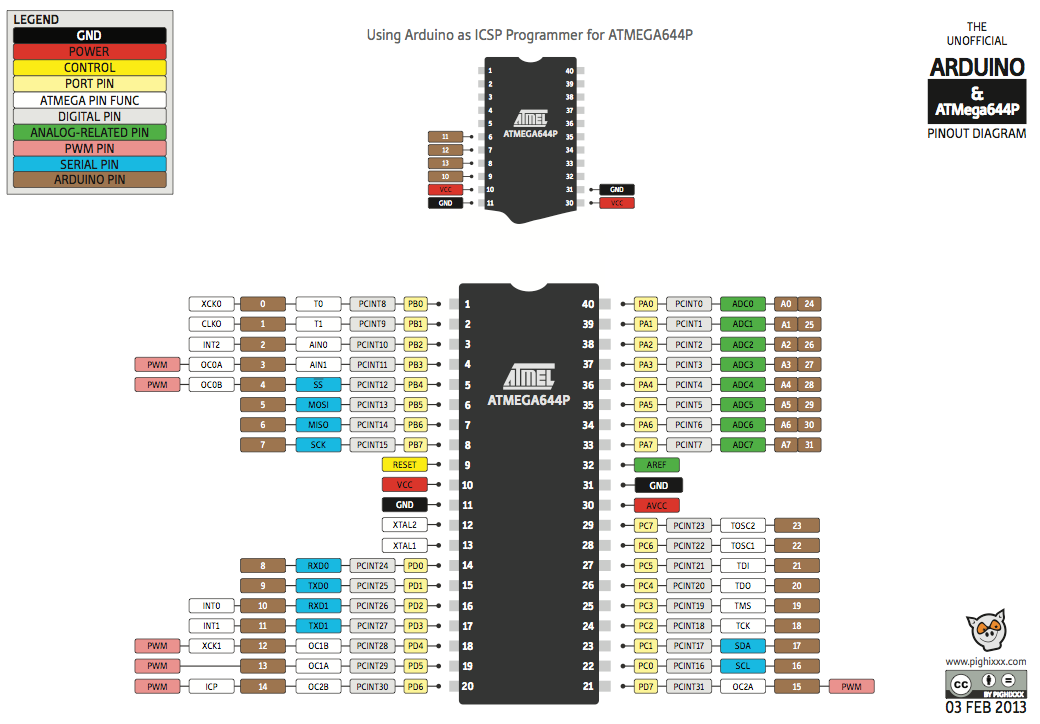 LEGEND
GND
POWER
CONTROL
PORT PIN
ATMEGA PIN FUNC
DIGITAL PIN
ANALOG-RELATED PIN
PWM PIN
SERIAL PIN
ARDUINO PIN
Using Arduino as ICSP Programmer for ATMEGA644P
THE
UNOFFICIAL
ARDUINO
&
ATMega644P
PINOUT DIAGRAM
1 40
2 39
3 38
4 37
5 36
ATMEL
ATMEGA644P
11 6 35
12 7 34
13 8 33
10 9 32
VCC 10 31 GND
GND 11 30 VCC
XCK0 0 T0 PCINT8 PB0 1 40 PA0 PCINT0 ADC0 A0 24
CLKO 1 T1 PCINT9 PB1 2 39 PA1 PCINT1 ADC1 A1 25
INT2 2 AIN0 PCINT10 PB2 3 38 PA2 PCINT2 ADC2 A2 26
PWM OC0A 3 AIN1 PCINT11 PB3 4 37 PA3 PCINT3 ADC3 A3 27
PWM OC0B 4 SS PCINT12 PB4 5 36 PA4 PCINT4 ADC4 A4 28
ATMEL
ATMEGA644P
5 MOSI PCINT13 PB5 6 35 PA5 PCINT5 ADC5 A5 29
6 MISO PCINT14 PB6 7 34 PA6 PCINT6 ADC6 A6 30
7 SCK PCINT15 PB7 8 33 PA7 PCINT7 ADC7 A7 31
RESET 9 32 AREF
VCC 10 31 GND
GND 11 30 AVCC
XTAL2 12 29 PC7 PCINT23 TOSC2 23
XTAL1 13 28 PC6 PCINT22 TOSC1 22
8 RXD0 PCINT24 PD0 14 27 PC5 PCINT21 TDI 21
9 TXD0 PCINT25 PD1 15 26 PC4 PCINT20 TDO 20
INT0 10 RXD1 PCINT26 PD2 16 25 PC3 PCINT19 TMS 19
INT1 11 TXD1 PCINT27 PD3 17 24 PC2 PCINT18 TCK 18
PWM XCK1 12 OC1B PCINT28 PD4 18 23 PC1 PCINT17 SDA 17
PWM 13 OC1A PCINT29 PD5 19 22 PC0 PCINT16 SCL 16
PWM ICP 14 OC2B PCINT30 PD6 20 21 PD7 PCINT31 OC2A 15 PWM
www.pighixxx.com
cc
BY PIGHIXXX
03 FEB 2013